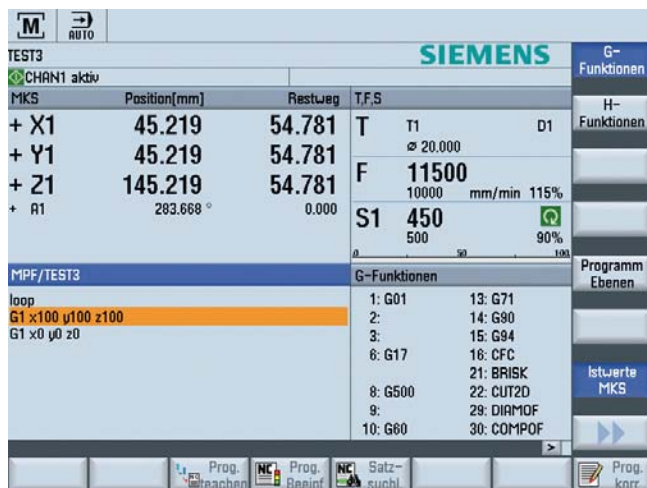 M AUTO
TEST3 SIEMENS
CHAN1 aktiv
MKS Position[mm] Restweg
+ X1 45.219 54.781
+ Y1 45.219 54.781
+ Z1 145.219 54.781
+ A1 283.668 ° 0.000
T,F,S
T T1 D1
ø 20.000
F 11500
10000 mm/min 115%
S1 450
500 90%
0 50 100
MPF/TEST3
loop
G1 x100 y100 z100
G1 x0 y0 z0
G-Funktionen
1: G01 13: G71
2: 14: G90
3: 15: G94
6: G17 16: CFC
21: BRISK
8: G500 22: CUT2D
9: 29: DIAMOF
10: G60 30: COMPOF
>
G-
Funktionen
H-
Funktionen
Programm
Ebenen
Istwerte
MKS
Prog.
teachen
NC Prog.
Beeinf
NC Satz-
suchl
Prog.
korr.